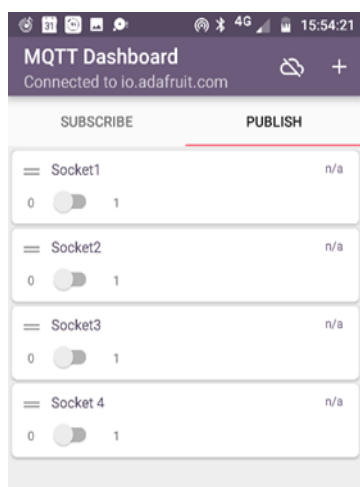 31 4G 15:54:21
MQTT Dashboard
Connected to io.adafruit.com
SUBSCRIBE PUBLISH
Socket1 n/a
0 1
Socket2 n/a
0 1
Socket3 n/a
0 1
Socket 4 n/a
0 1